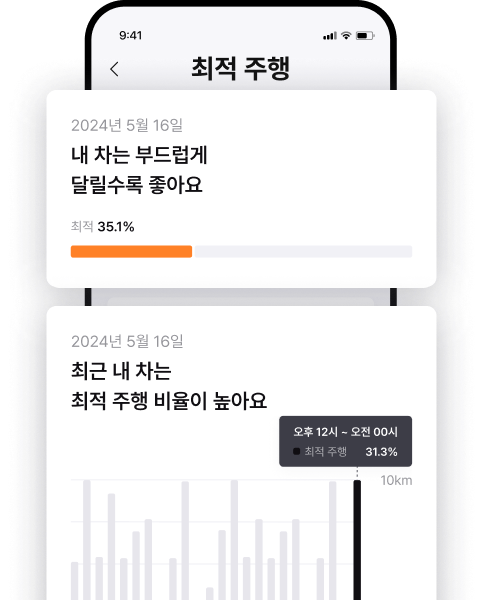 9:41
최적 주행
2024년 5월 16일
내 차는 부드럽게
달릴수록 좋아요
최적 35.1%
2024년 5월 16일
최근 내 차는
최적 주행 비율이 높아요
오후 12시 ~ 오전 00시
최적 주행 31.3%
10km